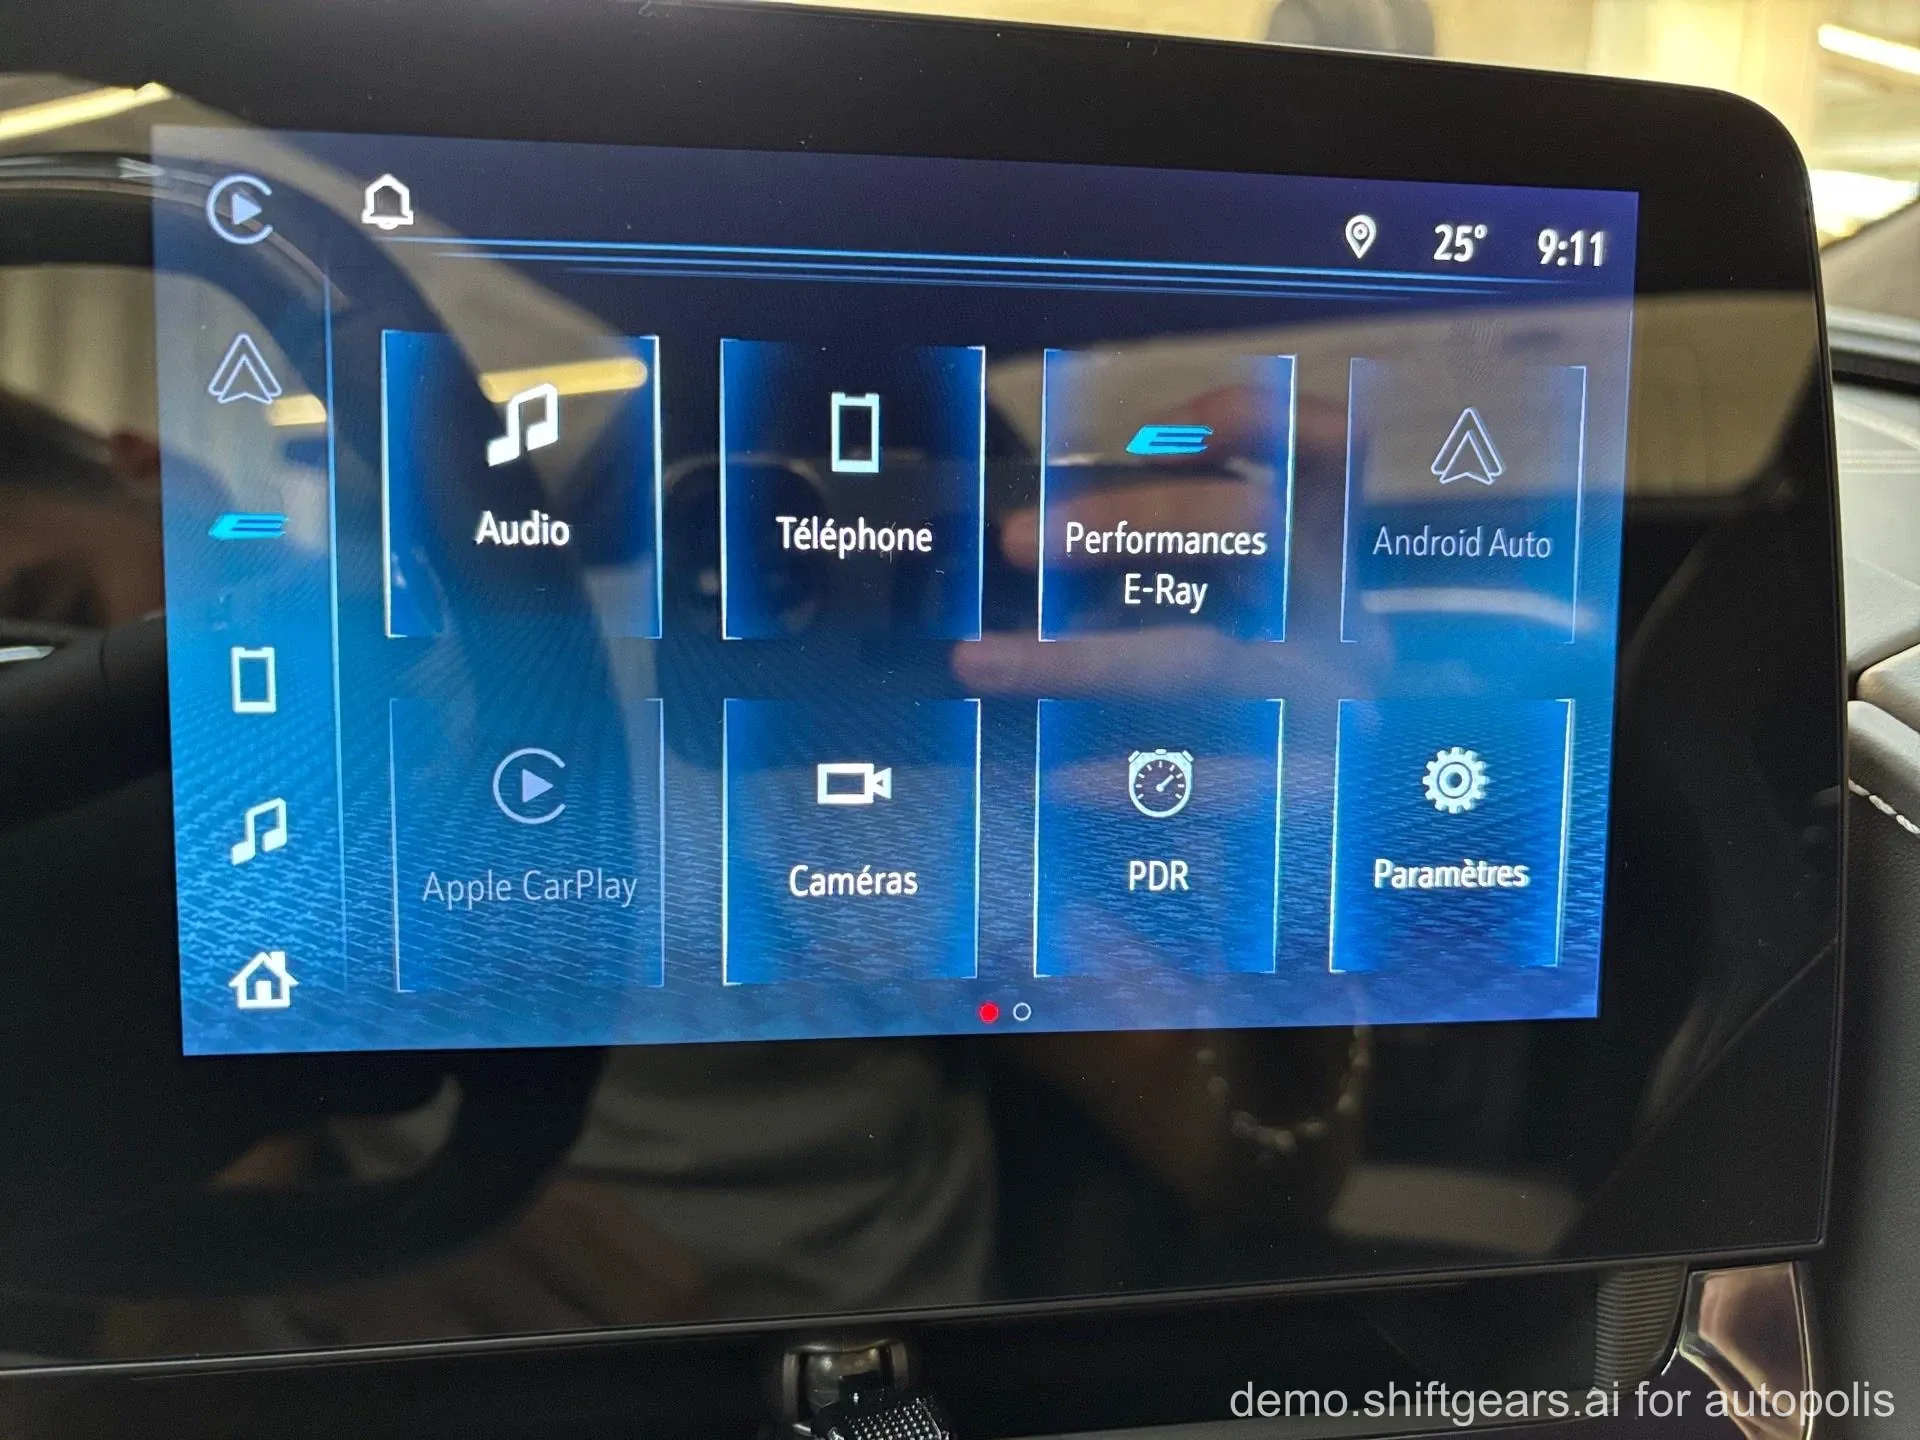 25° 9:11
Audio
Téléphone
Performances
E-Ray
Android Auto
Apple CarPlay
Caméras
PDR
Paramètres
demo.shiftgears.ai for autopolis